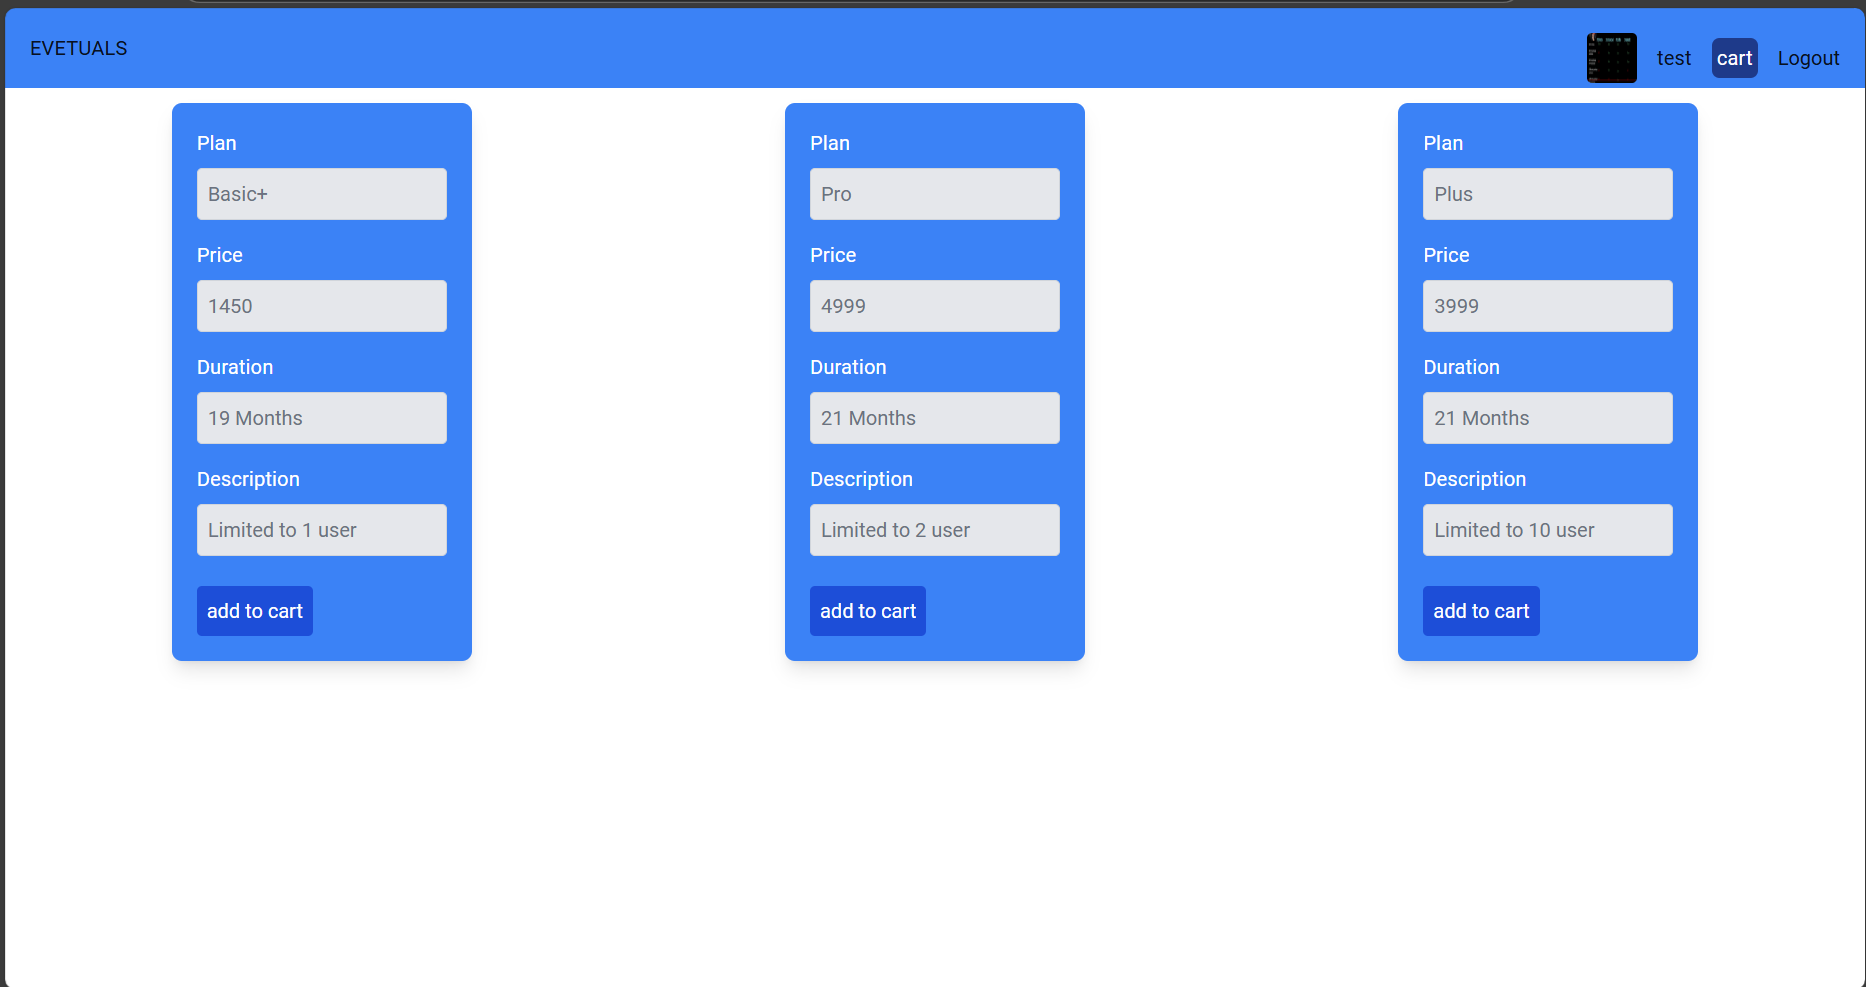 EVETUALS
test
cart
Logout
Plan
Basic+
Price
1450
Duration
19 Months
Description
Limited to 1 user
add to cart
Plan
Pro
Price
4999
Duration
21 Months
Description
Limited to 2 user
add to cart
Plan
Plus
Price
3999
Duration
21 Months
Description
Limited to 10 user
add to cart